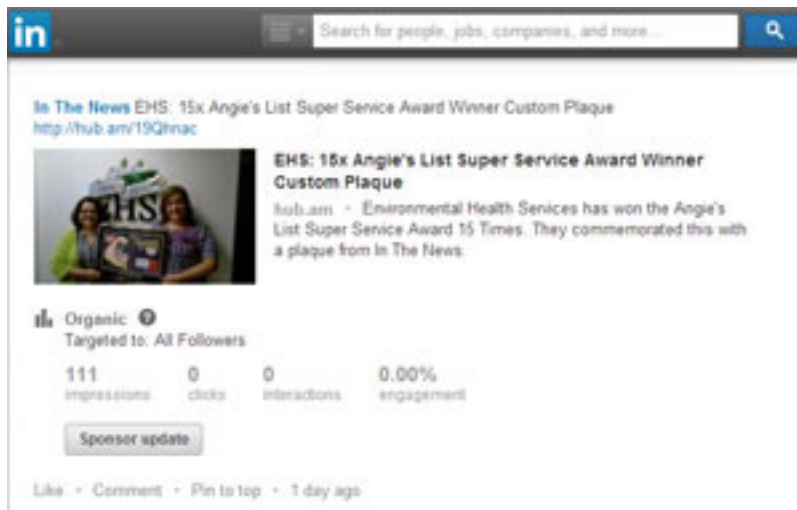 in
Search for people, jobs, companies, and more...
In The News EHS: 15x Angie's List Super Service Award Winner Custom Plaque
http://hub.am/19Qhnac
EHS: 15x Angie's List Super Service Award Winner
Custom Plaque
hub.am · Environmental Health Services has won the Angie's
List Super Service Award 15 Times. They commemorated this with
a plaque from In The News.
EHS
Organic ?
Targeted to: All Followers
111 0 0 0.00%
impressions clicks interactions engagement
Sponsor update
Like · Comment · Pin to top · 1 day ago